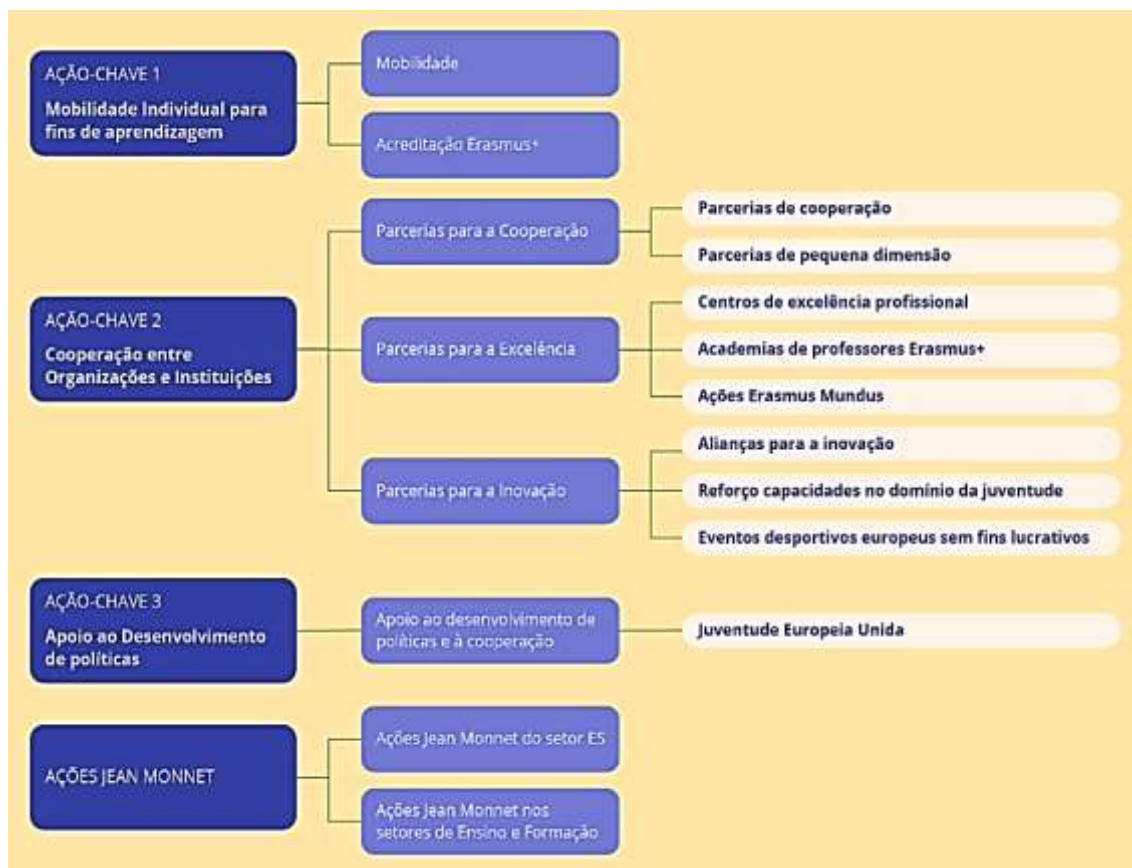 AÇÃO-CHAVE 1
Mobilidade Individual para
fins de aprendizagem
Mobilidade
Acreditação Erasmus+
AÇÃO-CHAVE 2
Cooperação entre
Organizações e Instituições
Parcerias para a Cooperação
Parcerias de cooperação
Parcerias de pequena dimensão
Parcerias para a Excelência
Centros de excelência profissional
Academias de professores Erasmus+
Ações Erasmus Mundus
Parcerias para a Inovação
Alianças para a inovação
Reforço capacidades no domínio da juventude
Eventos desportivos europeus sem fins lucrativos
AÇÃO-CHAVE 3
Apoio ao Desenvolvimento
de políticas
Apoio ao desenvolvimento de
políticas e à cooperação
Juventude Europeia Unida
AÇÕES JEAN MONNET
Ações Jean Monnet do setor ES
Ações Jean Monnet nos
setores de Ensino e Formação